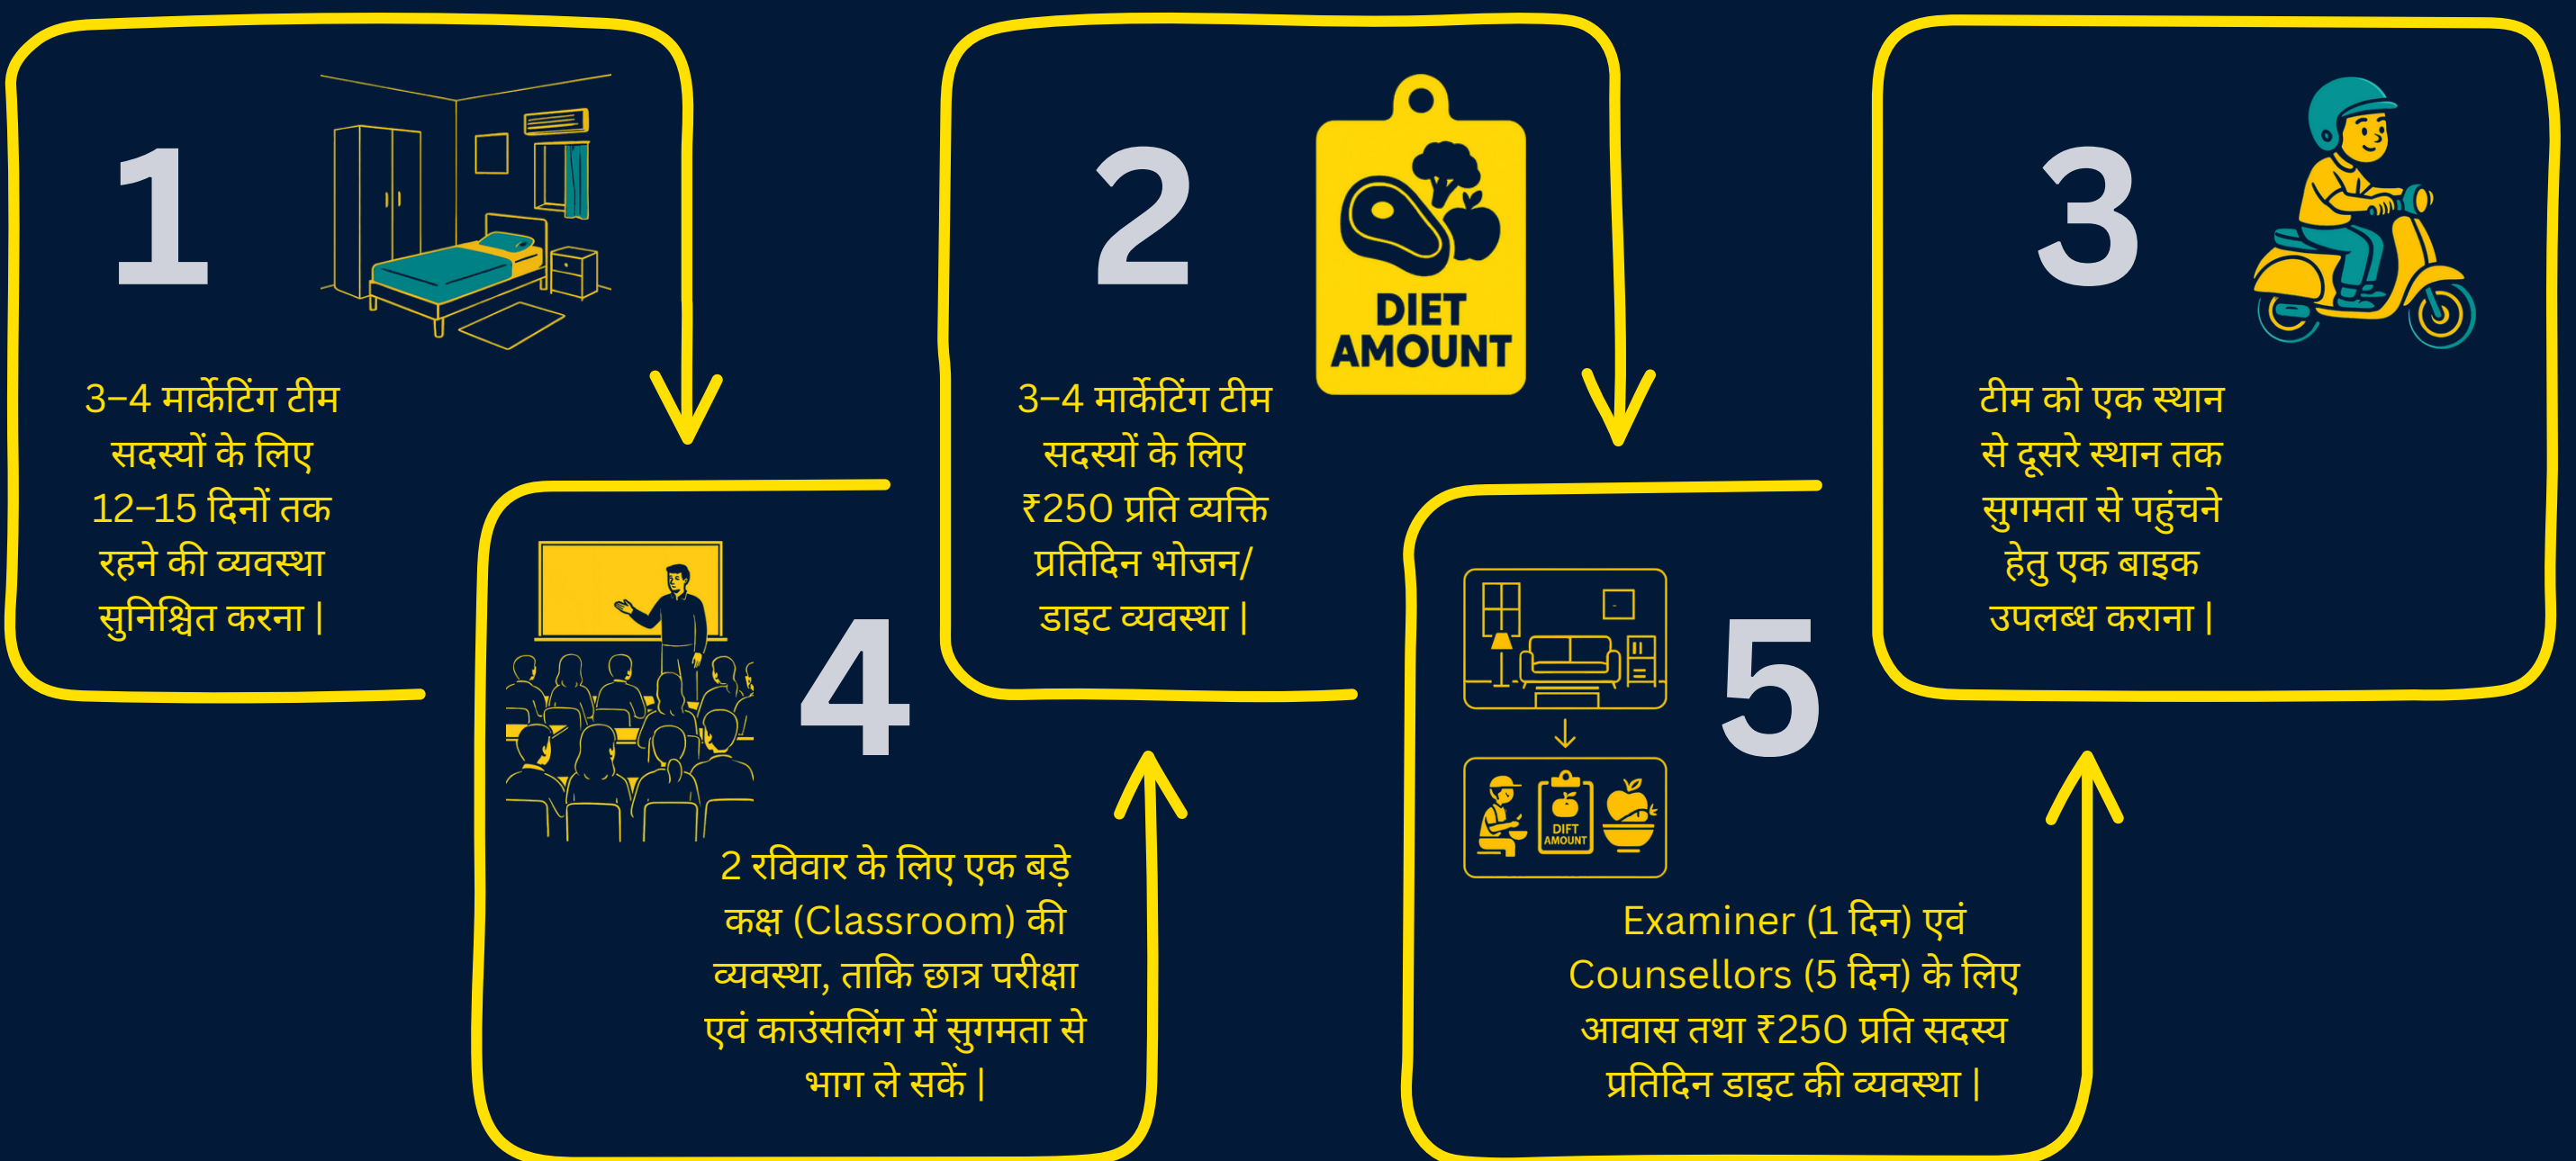 1
3–4 मार्केटिंग टीम
सदस्यों के लिए
12–15 दिनों तक
रहने की व्यवस्था
सुनिश्चित करना |
2
DIET
AMOUNT
3–4 मार्केटिंग टीम
सदस्यों के लिए
₹250 प्रति व्यक्ति
प्रतिदिन भोजन/
डाइट व्यवस्था |
3
टीम को एक स्थान
से दूसरे स्थान तक
सुगमता से पहुंचने
हेतु एक बाइक
उपलब्ध कराना |
4
2 रविवार के लिए एक बड़े
कक्ष (Classroom) की
व्यवस्था, ताकि छात्र परीक्षा
एवं काउंसलिंग में सुगमता से
भाग ले सकें |
5
DIFT
AMOUNT
Examiner (1 दिन) एवं
Counsellors (5 दिन) के लिए
आवास तथा ₹250 प्रति सदस्य
प्रतिदिन डाइट की व्यवस्था |